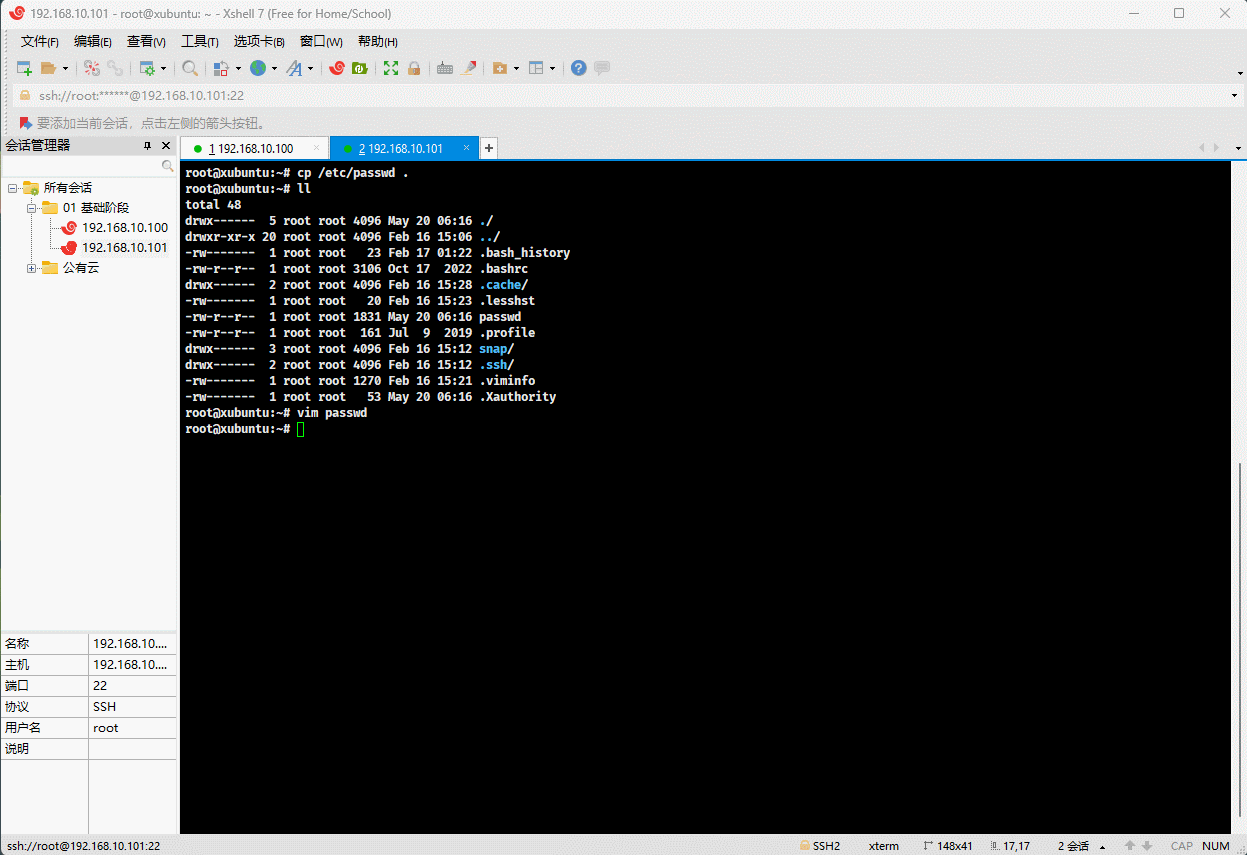 192.168.10.101 - root@xubuntu: ~ - Xshell 7 (Free for Home/School)
文件(F) 编辑(E) 查看(V) 工具(T) 选项卡(B) 窗口(W) 帮助(H)
ssh://root:******@192.168.10.101:22
要添加当前会话，点击左侧的箭头按钮。
会话管理器
1 192.168.10.100
2 192.168.10.101
所有会话
01 基础阶段
192.168.10.100
192.168.10.101
公有云
root@xubuntu:~# cp /etc/passwd .
root@xubuntu:~# ll
total 48
drwx------  5 root root 4096 May 20 06:16 ./
drwxr-xr-x 20 root root 4096 Feb 16 15:06 ../
-rw-------  1 root root   23 Feb 17 01:22 .bash_history
-rw-r--r--  1 root root 3106 Oct 17  2022 .bashrc
drwx------  2 root root 4096 Feb 16 15:28 .cache/
-rw-------  1 root root   20 Feb 16 15:23 .lesshst
-rw-r--r--  1 root root 1831 May 20 06:16 passwd
-rw-r--r--  1 root root  161 Jul  9  2019 .profile
drwx------  3 root root 4096 Feb 16 15:12 snap/
drwx------  2 root root 4096 Feb 16 15:12 .ssh/
-rw-------  1 root root 1270 Feb 16 15:21 .viminfo
-rw-------  1 root root   53 May 20 06:16 .Xauthority
root@xubuntu:~# vim passwd
root@xubuntu:~#
名称 192.168.10....
主机 192.168.10....
端口 22
协议 SSH
用户名 root
说明
ssh://root@192.168.10.101:22 SSH2 xterm 148x41 17,17 2 会话 CAP NUM